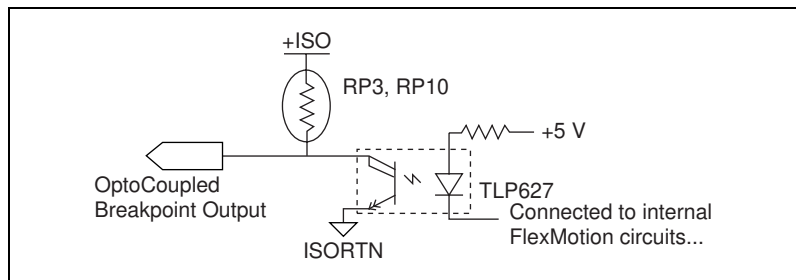 +ISO
RP3, RP10
+5 V
OptoCoupled
Breakpoint Output
TLP627
Connected to internal
FlexMotion circuits...
ISORTN